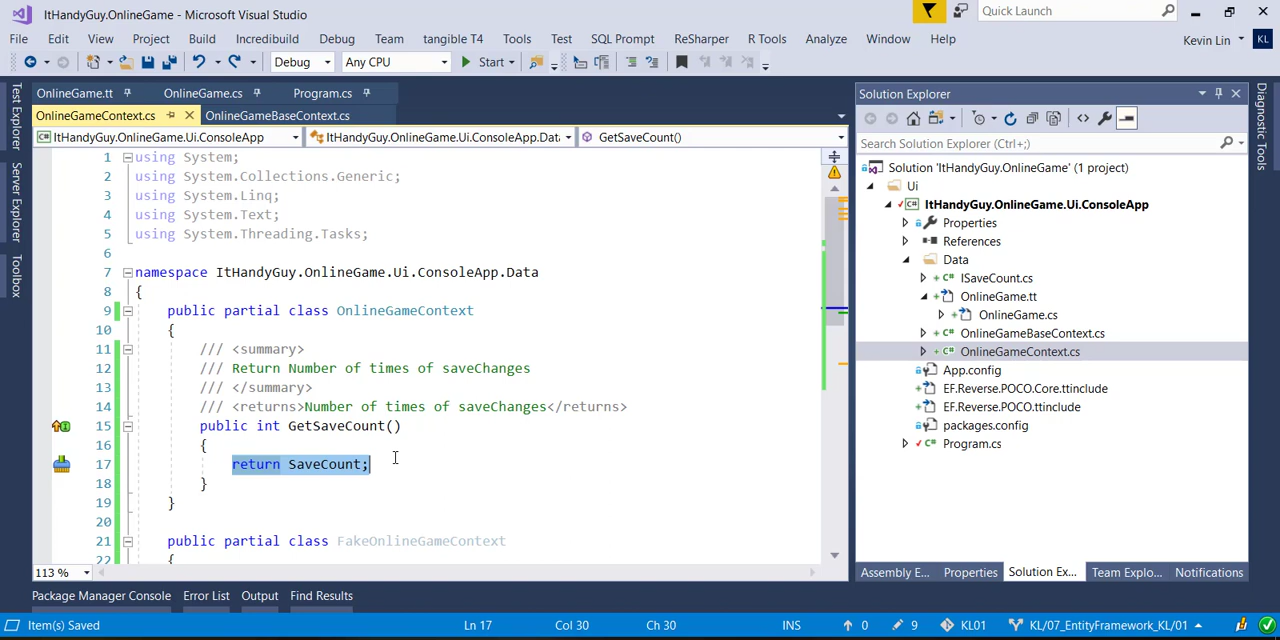 ItHandyGuy.OnlineGame - Microsoft Visual Studio
Quick Launch
File Edit View Project Build Incredibuild Debug Team tangible T4 Tools Test SQL Prompt ReSharper R Tools Analyze Window Help
Kevin Lin KL
Debug Any CPU Start
OnlineGame.tt OnlineGame.cs Program.cs
OnlineGameContext.cs OnlineGameBaseContext.cs
ItHandyGuy.OnlineGame.Ui.ConsoleApp ItHandyGuy.OnlineGame.Ui.ConsoleApp.Data GetSaveCount()
Test Explorer
Server Explorer
Toolbox
1 using System;
2 using System.Collections.Generic;
3 using System.Linq;
4 using System.Text;
5 using System.Threading.Tasks;
6
7 namespace ItHandyGuy.OnlineGame.Ui.ConsoleApp.Data
8 {
9 public partial class OnlineGameContext
10 {
11 /// <summary>
12 /// Return Number of times of saveChanges
13 /// </summary>
14 /// <returns>Number of times of saveChanges</returns>
15 public int GetSaveCount()
16 {
17 return SaveCount;
18 }
19 }
20
21 public partial class FakeOnlineGameContext
22 {
113 %
Solution Explorer
Search Solution Explorer (Ctrl+;)
Solution 'ItHandyGuy.OnlineGame' (1 project)
Ui
ItHandyGuy.OnlineGame.Ui.ConsoleApp
Properties
References
Data
ISaveCount.cs
OnlineGame.tt
OnlineGame.cs
OnlineGameBaseContext.cs
OnlineGameContext.cs
App.config
EF.Reverse.POCO.Core.ttinclude
EF.Reverse.POCO.ttinclude
packages.config
Program.cs
Assembly E... Properties Solution Ex... Team Explo... Notifications
Diagnostic Tools
Package Manager Console Error List Output Find Results
Item(s) Saved Ln 17 Col 30 Ch 30 INS 0 9 KL01 KL/07_EntityFramework_KL/01